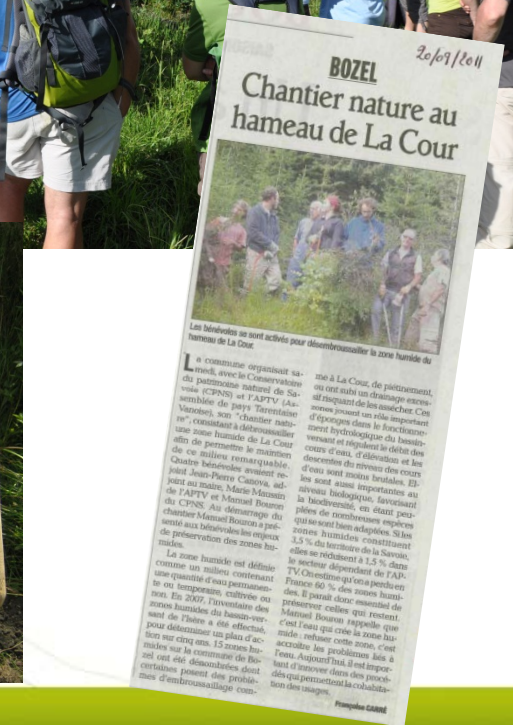 20/09/2011
BOZEL
Chantier nature au
hameau de La Cour
Les bénévoles se sont activés pour désembroussailler la zone humide du
hameau de La Cour.
La commune organisait sa-
medi, avec le Conservatoire
du patrimoine naturel de Sa-
voie (CPNS) et l'APTV (As-
semblée de pays Tarentaise
Vanoise), son "chantier natu-
re", consistant à débroussailler
une zone humide de La Cour
afin de permettre le maintien
de ce milieu remarquable.
Quatre bénévoles avaient re-
joint Jean-Pierre Canova, ad-
joint au maire, Marie Maussin
de l'APTV et Manuel Bouron
du CPNS. Au démarrage du
chantier Manuel Bouron a pré-
senté aux bénévoles les enjeux
de préservation des zones hu-
mides.
La zone humide est définie
comme un milieu contenant
une quantité d'eau permanen-
te ou temporaire, cultivée ou
non. En 2007, l'inventaire des
zones humides du bassin-ver-
sant de l'Isère a été effectué,
pour déterminer un plan d'ac-
tion sur cinq ans. 15 zones hu-
mides sur la commune de Bo-
zel ont été dénombrées dont
certaines posent des problè-
mes d'embroussaillage com-
me à La Cour, de piétinement,
ou ont subi un drainage exces-
sif risquant de les assécher. Ces
zones jouent un rôle important
d'éponges dans le fonctionne-
ment hydrologique du bassin-
versant et régulent le débit des
cours d'eau, d'élération et les
descentes du niveau des cours
d'eau sont moins brutales. El-
les sont aussi importantes au
niveau biologique, favorisant
la biodiversité, en étant peu-
plées de nombreuses espèces
qui se sont bien adaptées. Si les
zones humides constituent
3,5 % du territoire de la Savoie,
elles se réduisent à 1,5 % dans
le secteur dépendant de l'AP-
TV. On estime qu'on a perdu en
France 60 % des zones humi-
des. Il parait donc essentiel de
préserver celles qui restent.
Manuel Bouron rappelle que
c'est l'eau qui crée la zone hu-
mide : refuser cette zone, c'est
accroître les problèmes liés à
l'eau. Aujourd'hui, il est impor-
tant d'innover dans des procé-
dés qui permettent la cohabita-
tion des usages.
Françoise CARRÉ